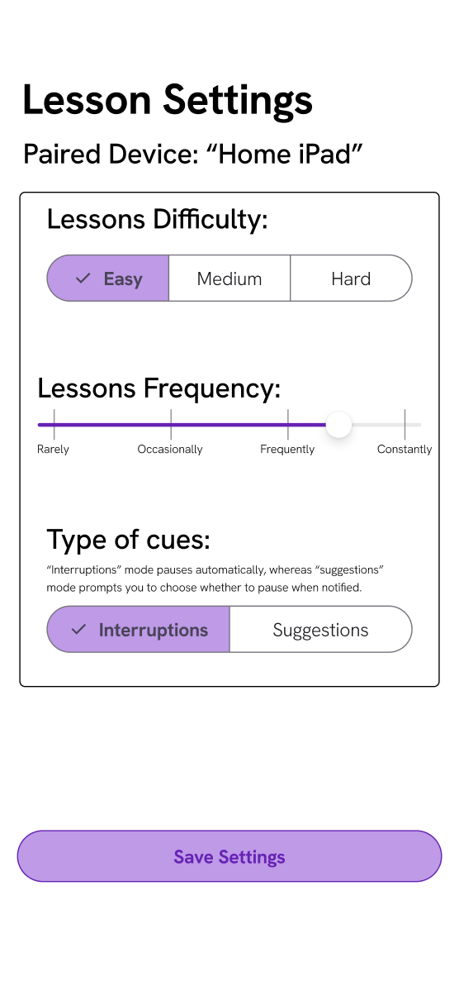 Lesson Settings
Paired Device: “Home iPad”
Lessons Difficulty:
Easy Medium Hard
Lessons Frequency:
Rarely Occasionally Frequently Constantly
Type of cues:
“Interruptions” mode pauses automatically, whereas “suggestions”
mode prompts you to choose whether to pause when notified.
Interruptions Suggestions
Save Settings